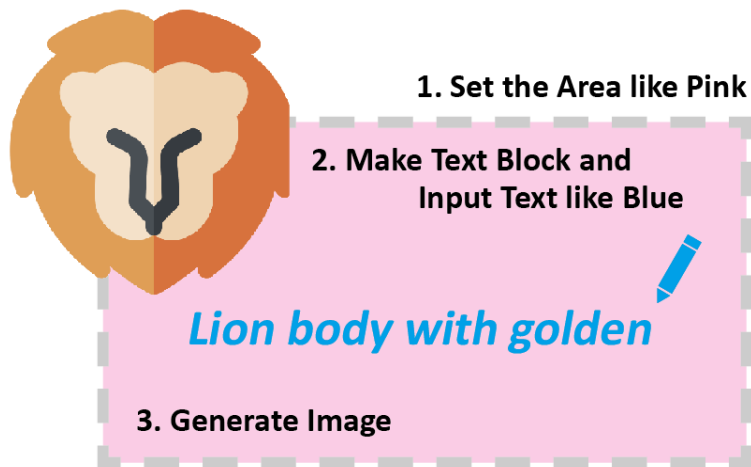 1. Set the Area like Pink
2. Make Text Block and
Input Text like Blue
Lion body with golden
3. Generate Image